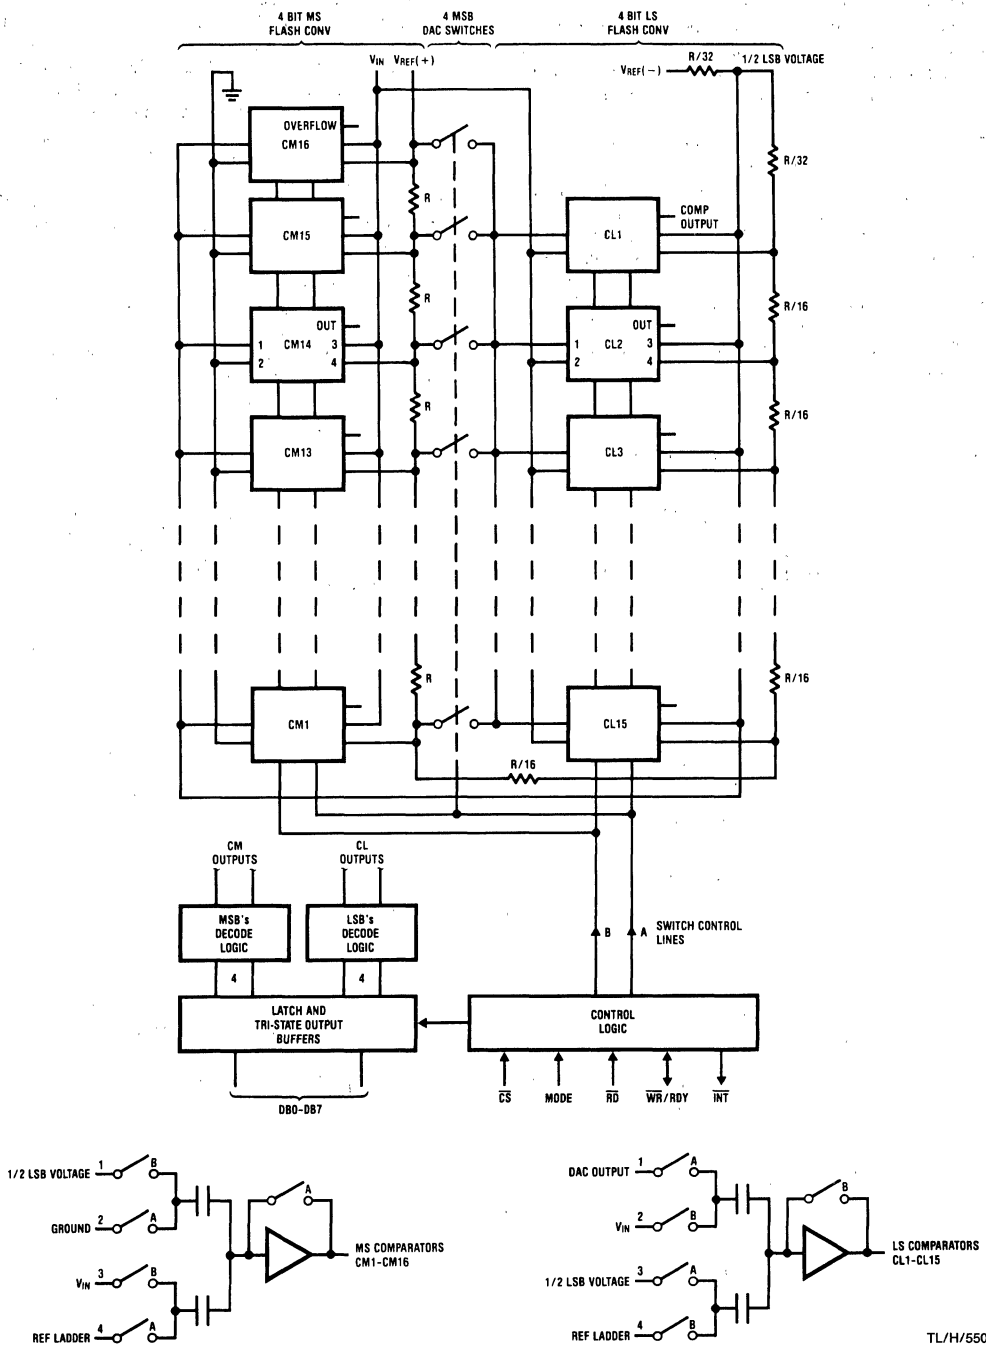 4 BIT MS
FLASH CONV
4 MSB
DAC SWITCHES
4 BIT LS
FLASH CONV
VIN VREF(+)
VREF(−)
R/32
1/2 LSB VOLTAGE
OVERFLOW
CM16
R/32
R
CM15
CL1
COMP
OUTPUT
R
R/16
OUT
1 CM14 3
2 4
OUT
1 CL2 3
2 4
R
R/16
CM13
CL3
R
R/16
CM1
CL15
R/16
CM
OUTPUTS
CL
OUTPUTS
MSB's
DECODE
LOGIC
LSB's
DECODE
LOGIC
B A
SWITCH CONTROL
LINES
4 4
LATCH AND
TRI-STATE OUTPUT
BUFFERS
CONTROL
LOGIC
CS MODE RD WR/RDY INT
DB0-DB7
1/2 LSB VOLTAGE 1 B
GROUND 2 A
A
VIN 3 B
REF LADDER 4 A
MS COMPARATORS
CM1-CM16
DAC OUTPUT 1 A
VIN 2 B
B
1/2 LSB VOLTAGE 3 A
REF LADDER 4 B
LS COMPARATORS
CL1-CL15
TL/H/550